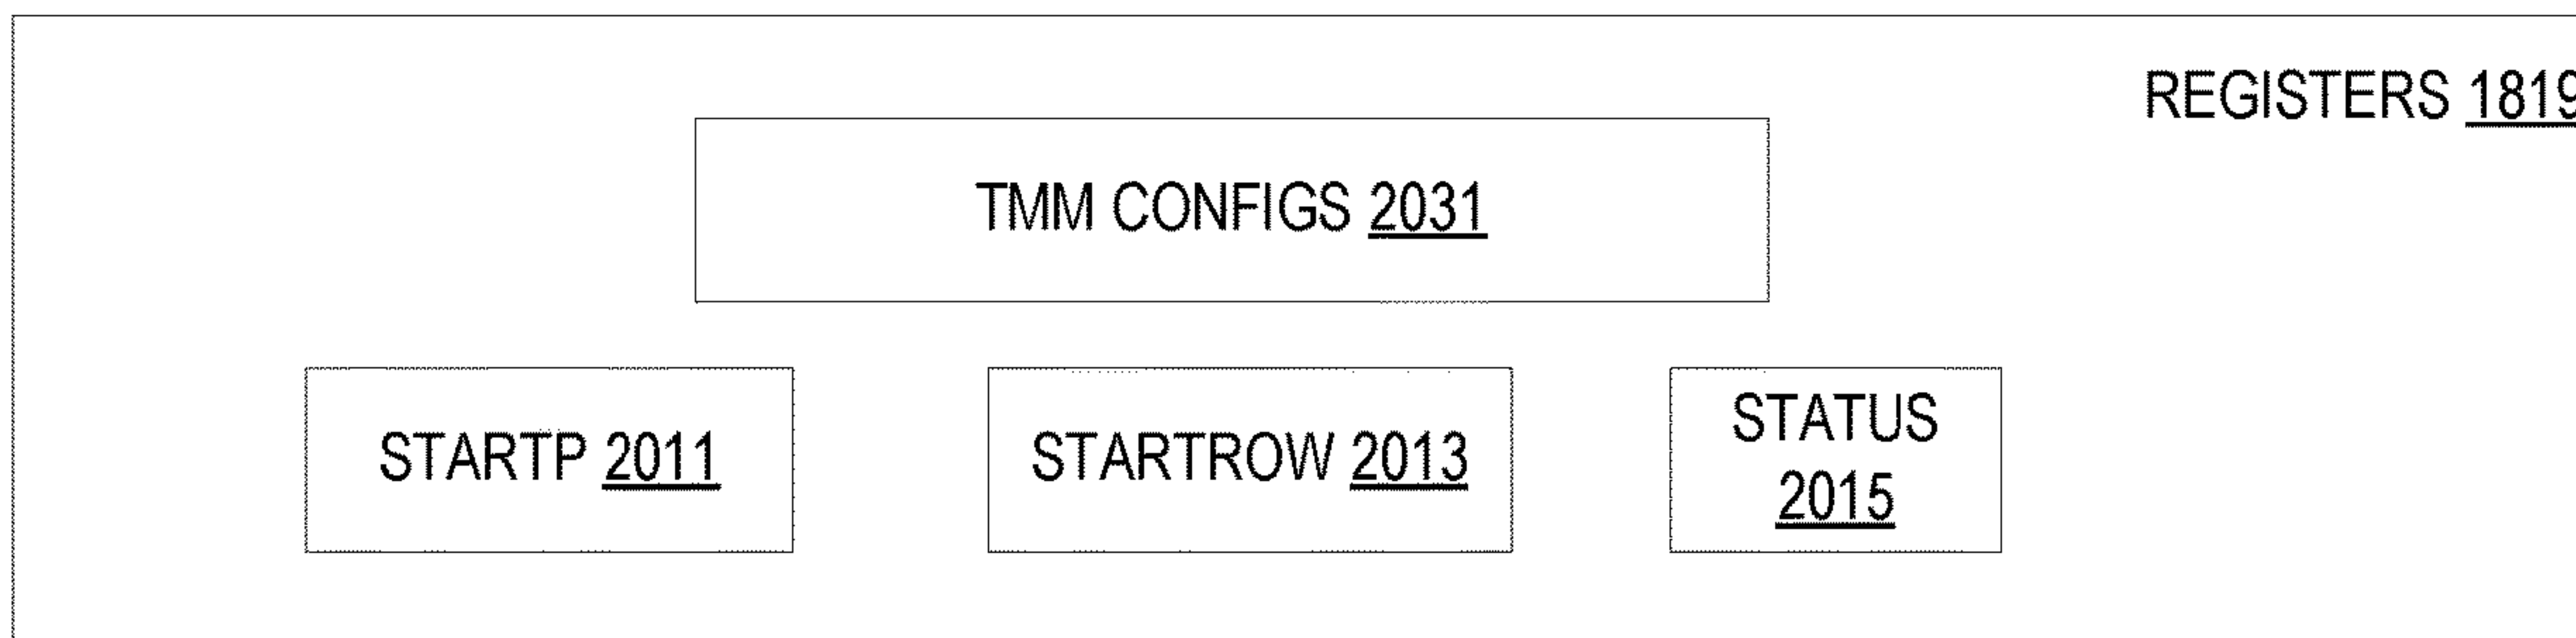 REGISTERS 1819
TMM CONFIGS 2031
STARTP 2011
STARTROW 2013
STATUS
2015